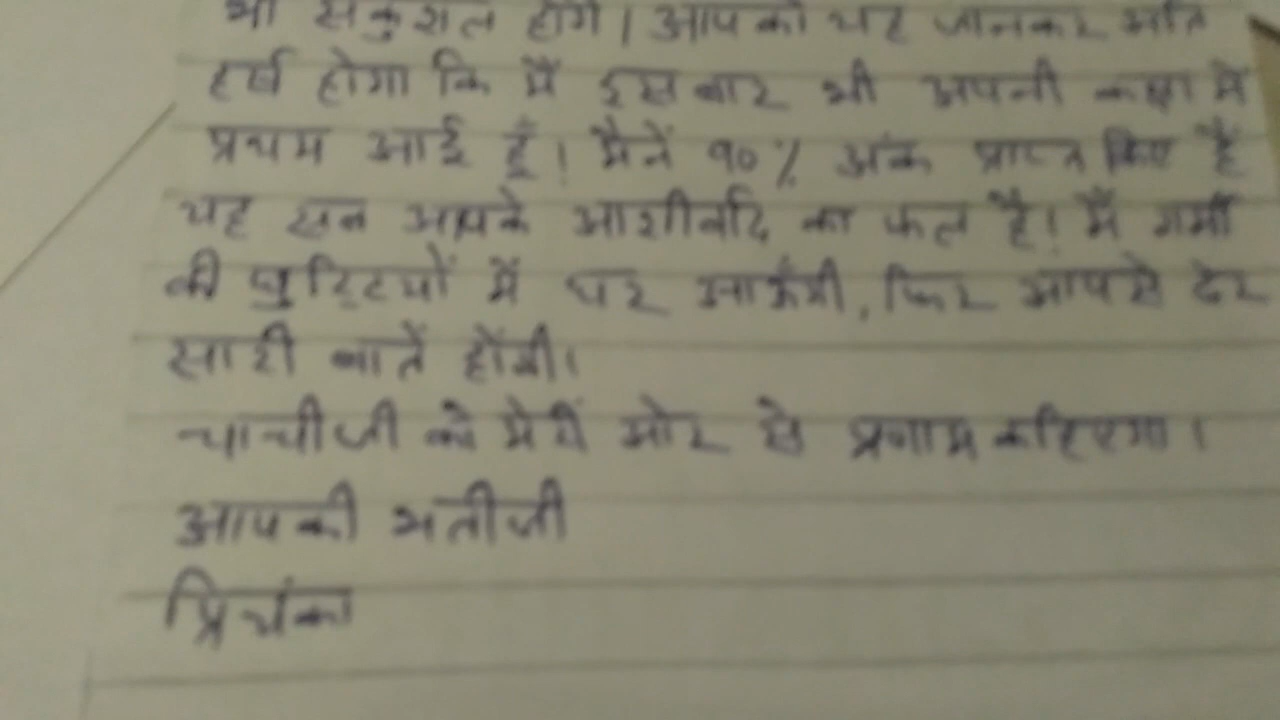 भी सकुशल होंगे। आपको यह जानकर अति
हर्ष होगा कि मैं इस बार भी अपनी कक्षा में
प्रथम आई हूँ। मैनें ९०% अंक प्राप्त किए हैं
यह सब आपके आशीर्वाद का फल है। मैं गर्मी
की छुट्टियों में घर आऊँगी, फिर आपसे ढेर
सारी बातें होंगी।
चाचीजी को मेरी ओर से प्रणाम कहिएगा।
आपकी भतीजी
प्रियंका